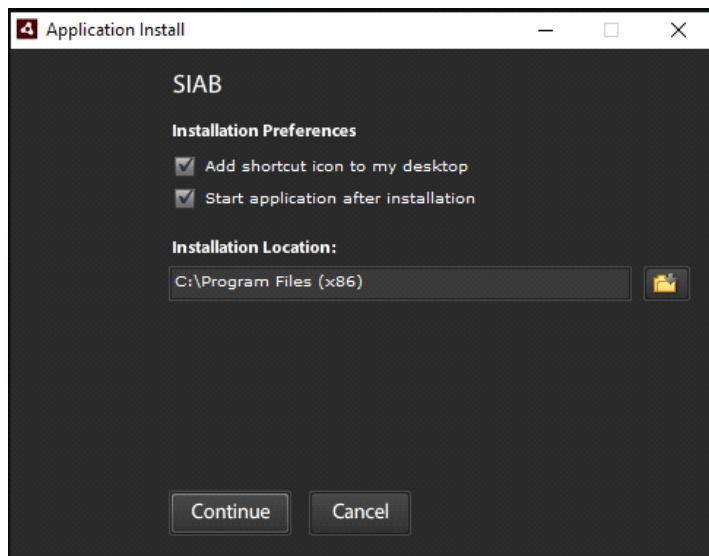 Application Install
SIAB
Installation Preferences
Add shortcut icon to my desktop
Start application after installation
Installation Location:
C:\Program Files (x86)
Continue
Cancel